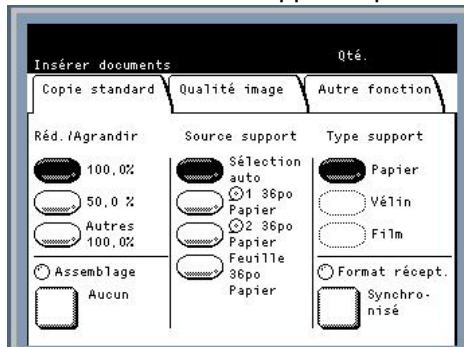 Insérer documents
Qté.
Copie standard
Qualité image
Autre fonction
Réd./Agrandir
100,0%
50,0 %
Autres
100,0%
Assemblage
Aucun
Source support
Sélection
auto
1 36po
Papier
2 36po
Papier
Feuille
36po
Papier
Type support
Papier
Vélin
Film
Format récept.
Synchro-
nisé